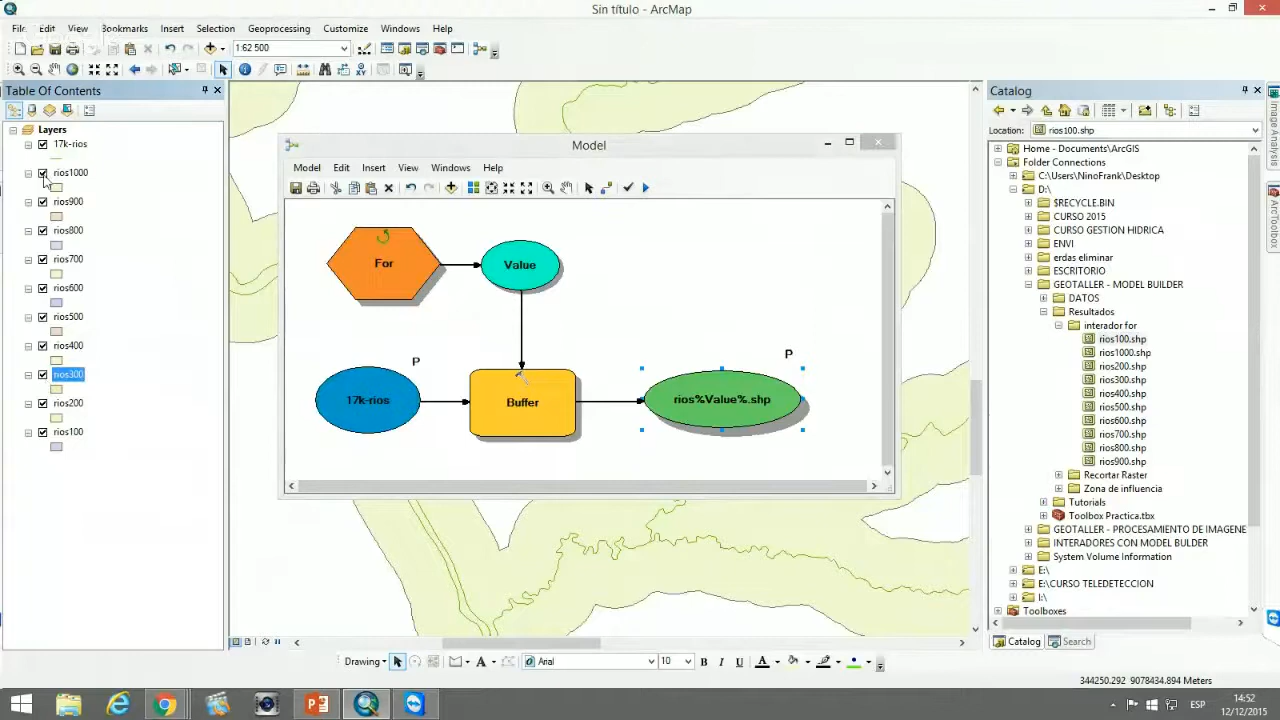 Sin título - ArcMap
File Edit View Bookmarks Insert Selection Geoprocessing Customize Windows Help
1:62 500
Table Of Contents
Layers
17k-rios
rios1000
rios900
rios800
rios700
rios600
rios500
rios400
rios300
rios200
rios100
Model
Model Edit Insert View Windows Help
For
Value
P
17k-rios
Buffer
P
rios%Value%.shp
Catalog
Location: rios100.shp
Home - Documents\ArcGIS
Folder Connections
C:\Users\NinoFrank\Desktop
D:\
$RECYCLE.BIN
CURSO 2015
CURSO GESTION HIDRICA
ENVI
erdas eliminar
ESCRITORIO
GEOTALLER - MODEL BUILDER
DATOS
Resultados
interador for
rios100.shp
rios1000.shp
rios200.shp
rios300.shp
rios400.shp
rios500.shp
rios600.shp
rios700.shp
rios800.shp
rios900.shp
Recortar Raster
Zona de influencia
Tutorials
Toolbox Practica.tbx
GEOTALLER - PROCESAMIENTO DE IMAGENE
INTERADORES CON MODEL BULDER
System Volume Information
E:\
E:\CURSO TELEDETECCION
I:\
Toolboxes
Catalog Search
Image Analysis
ArcToolbox
Drawing
Arial
10
B I U A
344250.292 9078434.894 Meters
ESP
14:52
12/12/2015